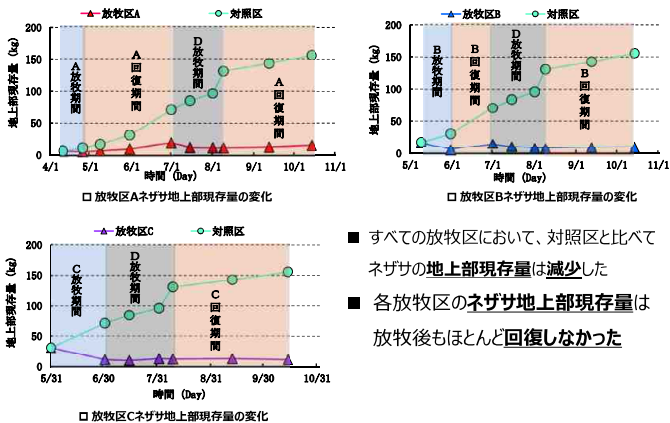 放牧区A 対照区
地上部現存量 (kg)
200
150
100
50
0
A放牧期間
A回復期間
D放牧期間
A回復期間
4/1 5/1 6/1 7/1 8/1 9/1 10/1 11/1
時間 (Day)
□ 放牧区Aネザサ地上部現存量の変化
放牧区B 対照区
地上部現存量 (kg)
200
150
100
50
0
B放牧期間
B回復期間
D放牧期間
B回復期間
5/1 6/1 7/1 8/1 9/1 10/1 11/1
時間 (Day)
□ 放牧区Bネザサ地上部現存量の変化
放牧区C 対照区
地上部現存量 (kg)
200
150
100
50
0
C放牧期間
D放牧期間
C回復期間
5/31 6/30 7/31 8/31 9/30 10/31
時間 (Day)
□ 放牧区Cネザサ地上部現存量の変化
■ すべての放牧区において、対照区と比べて
ネザサの地上部現存量は減少した
■ 各放牧区のネザサ地上部現存量は
放牧後もほとんど回復しなかった